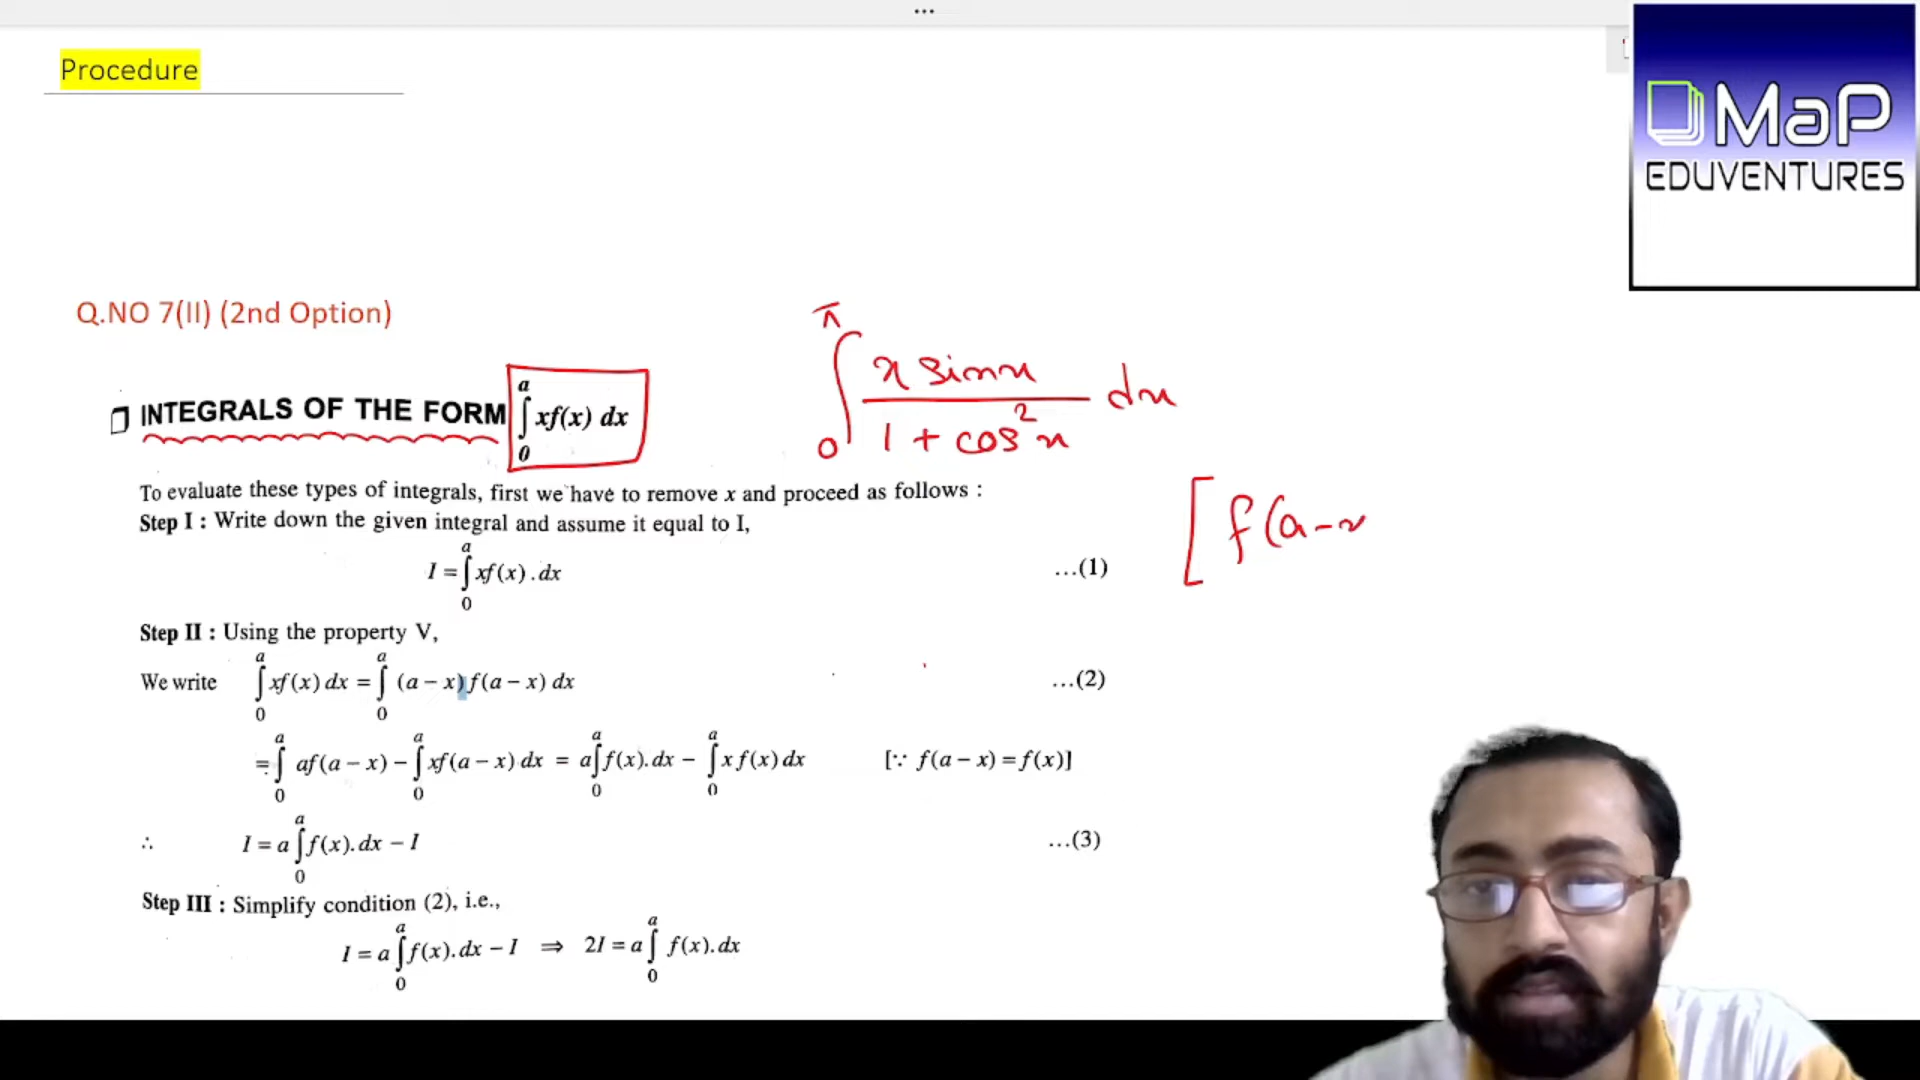 ...
Procedure
MaP
EDUVENTURES
Q.NO 7(II) (2nd Option)
❒ INTEGRALS OF THE FORM ∫₀ᵃ xf(x) dx
∫₀^π x sinx / 1 + cos²x dx
To evaluate these types of integrals, first we have to remove x and proceed as follows :
Step I : Write down the given integral and assume it equal to I,
[ f(a-x
I = ∫₀ᵃ xf(x) . dx ...(1)
Step II : Using the property V,
We write ∫₀ᵃ xf(x) dx = ∫₀ᵃ (a − x) f(a − x) dx ...(2)
= ∫₀ᵃ af(a − x) − ∫₀ᵃ xf(a − x) dx = a∫₀ᵃ f(x). dx − ∫₀ᵃ x f(x) dx [∵ f(a − x) = f(x)]
∴ I = a ∫₀ᵃ f(x). dx − I ...(3)
Step III : Simplify condition (2), i.e.,
I = a ∫₀ᵃ f(x). dx − I ⇒ 2I = a ∫₀ᵃ f(x). dx